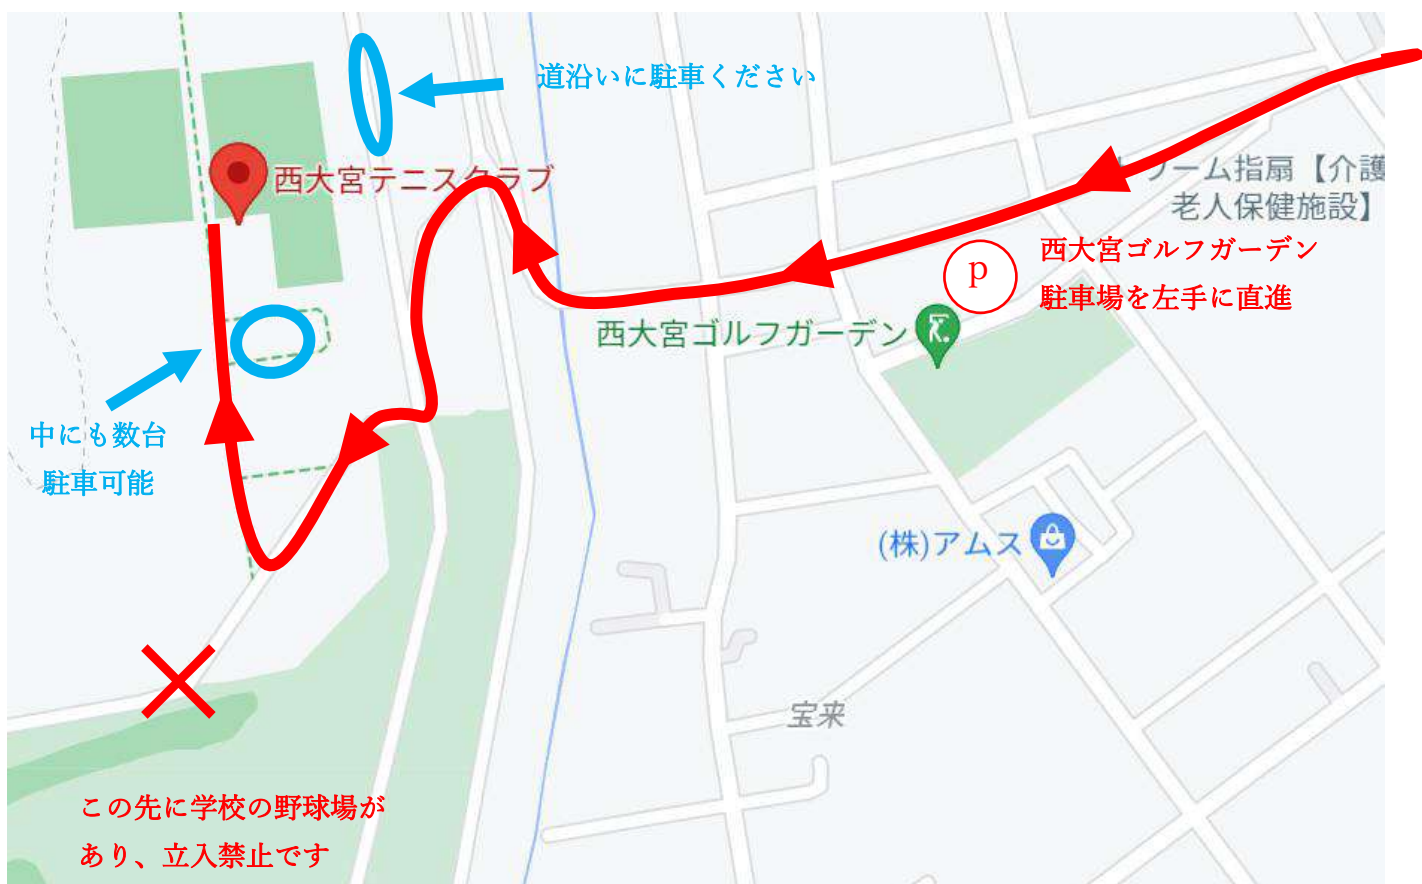 道沿いに駐車ください
西大宮テニスクラブ
ーム指扇【介護
老人保健施設】
西大宮ゴルフガーデン
駐車場を左手に直進
p
西大宮ゴルフガーデン
中にも数台
駐車可能
(株)アムス
宝来
この先に学校の野球場が
あり、立入禁止です